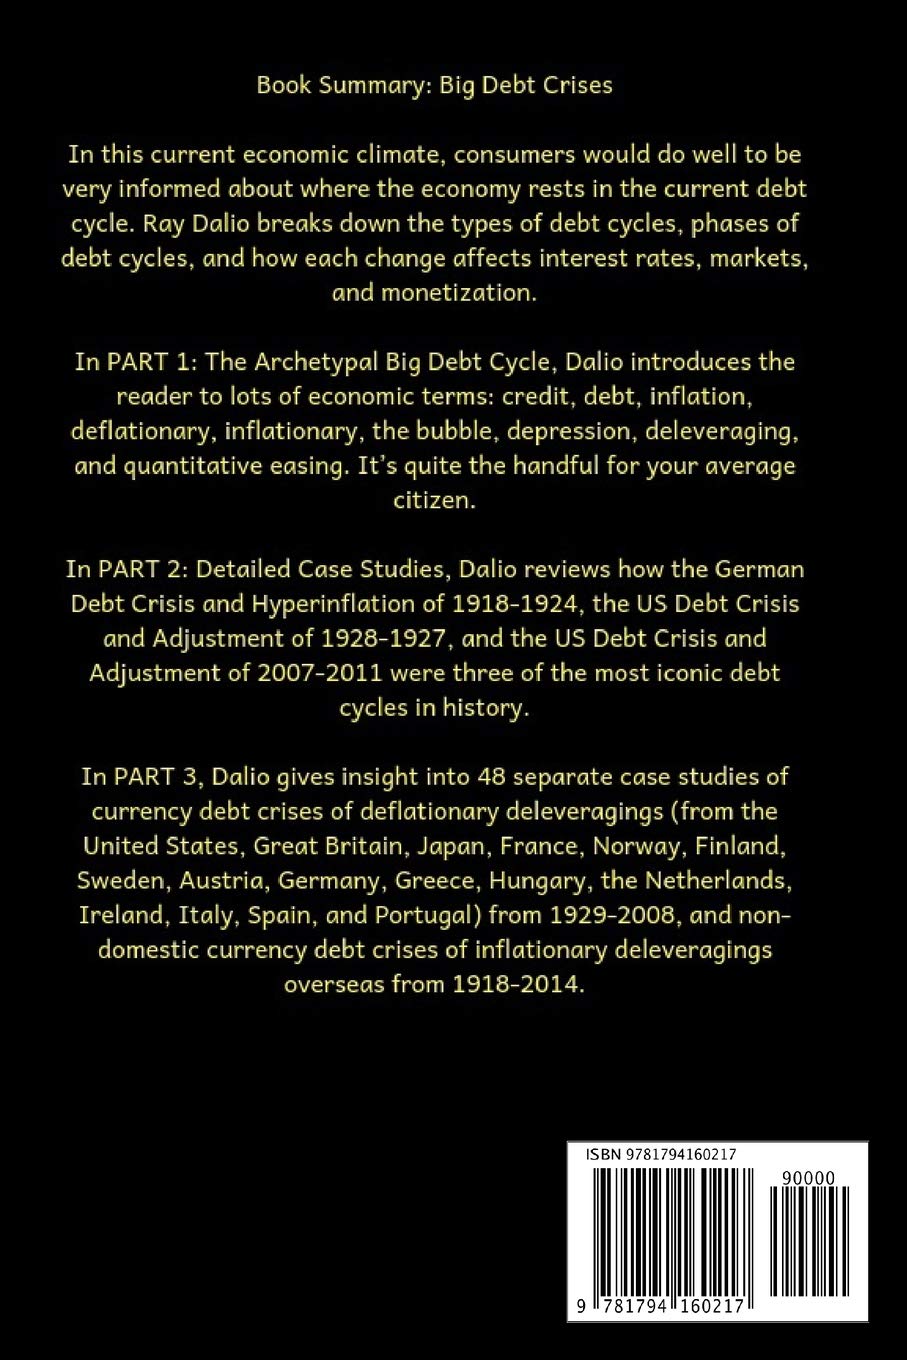 Book Summary: Big Debt Crises
In this current economic climate, consumers would do well to be
very informed about where the economy rests in the current debt
cycle. Ray Dalio breaks down the types of debt cycles, phases of
debt cycles, and how each change affects interest rates, markets,
and monetization.
In PART 1: The Archetypal Big Debt Cycle, Dalio introduces the
reader to lots of economic terms: credit, debt, inflation,
deflationary, inflationary, the bubble, depression, deleveraging,
and quantitative easing. It's quite the handful for your average
citizen.
In PART 2: Detailed Case Studies, Dalio reviews how the German
Debt Crisis and Hyperinflation of 1918-1924, the US Debt Crisis
and Adjustment of 1928-1927, and the US Debt Crisis and
Adjustment of 2007-2011 were three of the most iconic debt
cycles in history.
In PART 3, Dalio gives insight into 48 separate case studies of
currency debt crises of deflationary deleveragings (from the
United States, Great Britain, Japan, France, Norway, Finland,
Sweden, Austria, Germany, Greece, Hungary, the Netherlands,
Ireland, Italy, Spain, and Portugal) from 1929-2008, and non-
domestic currency debt crises of inflationary deleveragings
overseas from 1918-2014.
ISBN 9781794160217
90000
9 781794 160217